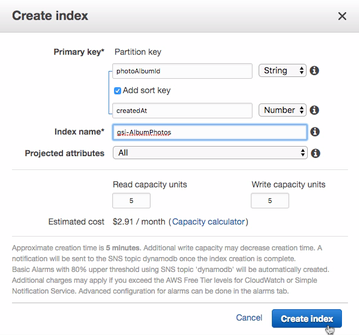 Create index
Primary key* Partition key
photoAlbumId String
Add sort key
createdAt Number
Index name* gsi-AlbumPhotos
Projected attributes All
Read capacity units Write capacity units
5 5
Estimated cost $2.91 / month (Capacity calculator)
Approximate creation time is 5 minutes. Additional write capacity may decrease creation time. A
notification will be sent to the SNS topic dynamodb once the index creation is complete.
Basic Alarms with 80% upper threshold using SNS topic 'dynamodb' will be automatically created.
Additional charges may apply if you exceed the AWS Free Tier levels for CloudWatch or Simple
Notification Service. Advanced configuration for alarms can be done in the alarms tab.
Cancel Create index